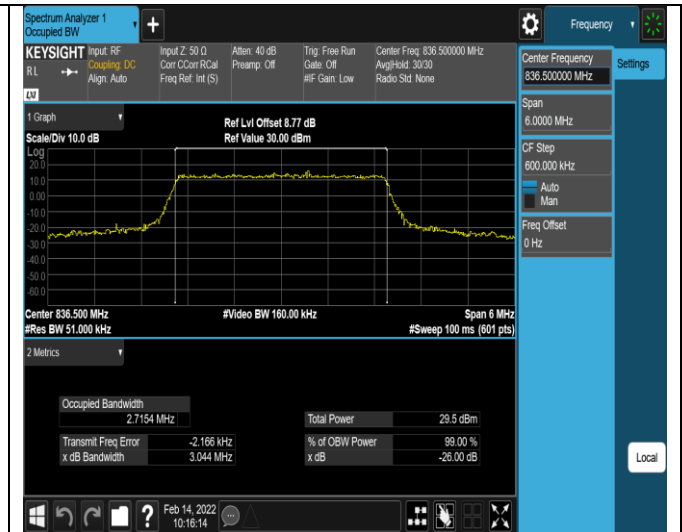 Spectrum Analyzer 1
Occupied BW
Frequency
KEYSIGHT
R L
LXI
Input: RF
Coupling: DC
Align: Auto
Input Z: 50 Ω
Corr CCorr RCal
Freq Ref: Int (S)
Atten: 40 dB
Preamp: Off
Trig: Free Run
Gate: Off
#IF Gain: Low
Center Freq: 836.500000 MHz
Avg|Hold: 30/30
Radio Std: None
Center Frequency
836.500000 MHz
Settings
Span
6.0000 MHz
CF Step
600.000 kHz
Auto
Man
Freq Offset
0 Hz
1 Graph
Scale/Div 10.0 dB
Ref Lvl Offset 8.77 dB
Ref Value 30.00 dBm
Log
20.0
10.0
0.00
-10.0
-20.0
-30.0
-40.0
-50.0
-60.0
Center 836.500 MHz
#Video BW 160.00 kHz
Span 6 MHz
#Res BW 51.000 kHz
#Sweep 100 ms (601 pts)
2 Metrics
Occupied Bandwidth
2.7154 MHz
Total Power 29.5 dBm
Transmit Freq Error -2.166 kHz
% of OBW Power 99.00 %
x dB Bandwidth 3.044 MHz
x dB -26.00 dB
Local
?
Feb 14, 2022
10:16:14